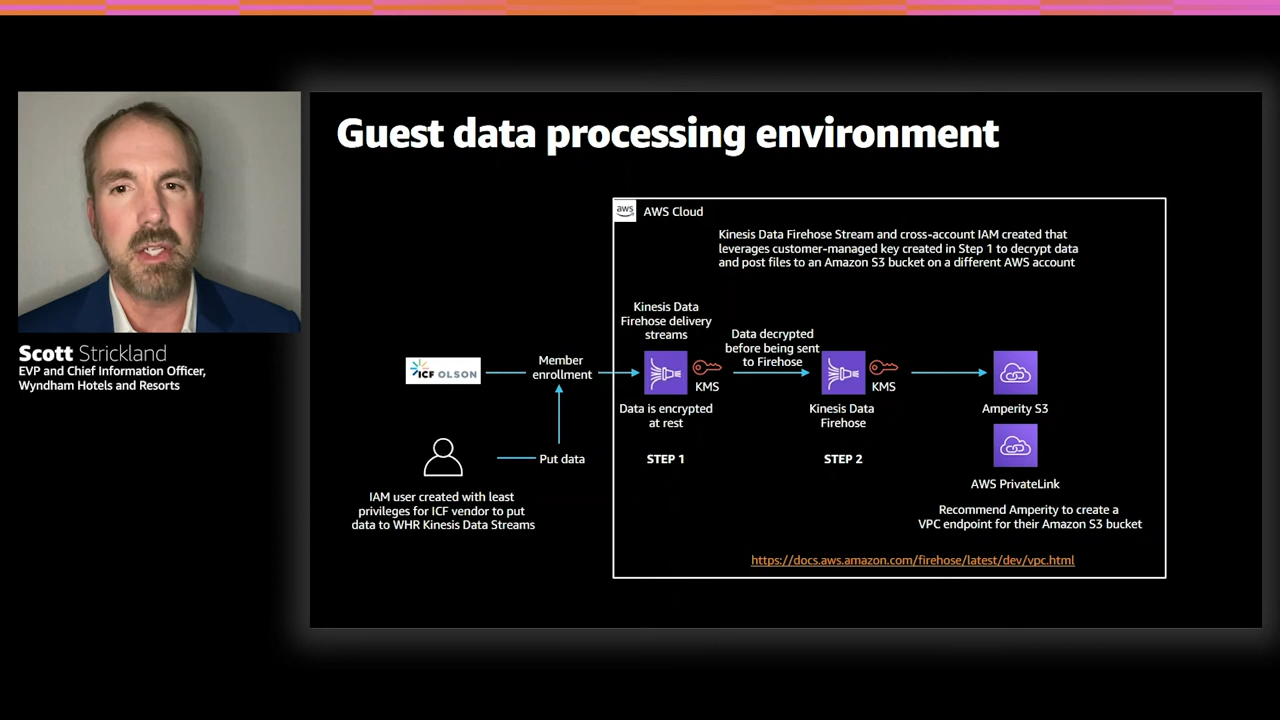 Guest data processing environment
aws
AWS Cloud
Kinesis Data Firehose Stream and cross-account IAM created that
leverages customer-managed key created in Step 1 to decrypt data
and post files to an Amazon S3 bucket on a different AWS account
Kinesis Data
Firehose delivery
streams
Data decrypted
before being sent
to Firehose
Member
enrollment
ICF OLSON
KMS
KMS
Data is encrypted
at rest
Kinesis Data
Firehose
Amperity S3
Put data
STEP 1
STEP 2
AWS PrivateLink
IAM user created with least
privileges for ICF vendor to put
data to WHR Kinesis Data Streams
Recommend Amperity to create a
VPC endpoint for their Amazon S3 bucket
https://docs.aws.amazon.com/firehose/latest/dev/vpc.html
Scott Strickland
EVP and Chief Information Officer,
Wyndham Hotels and Resorts